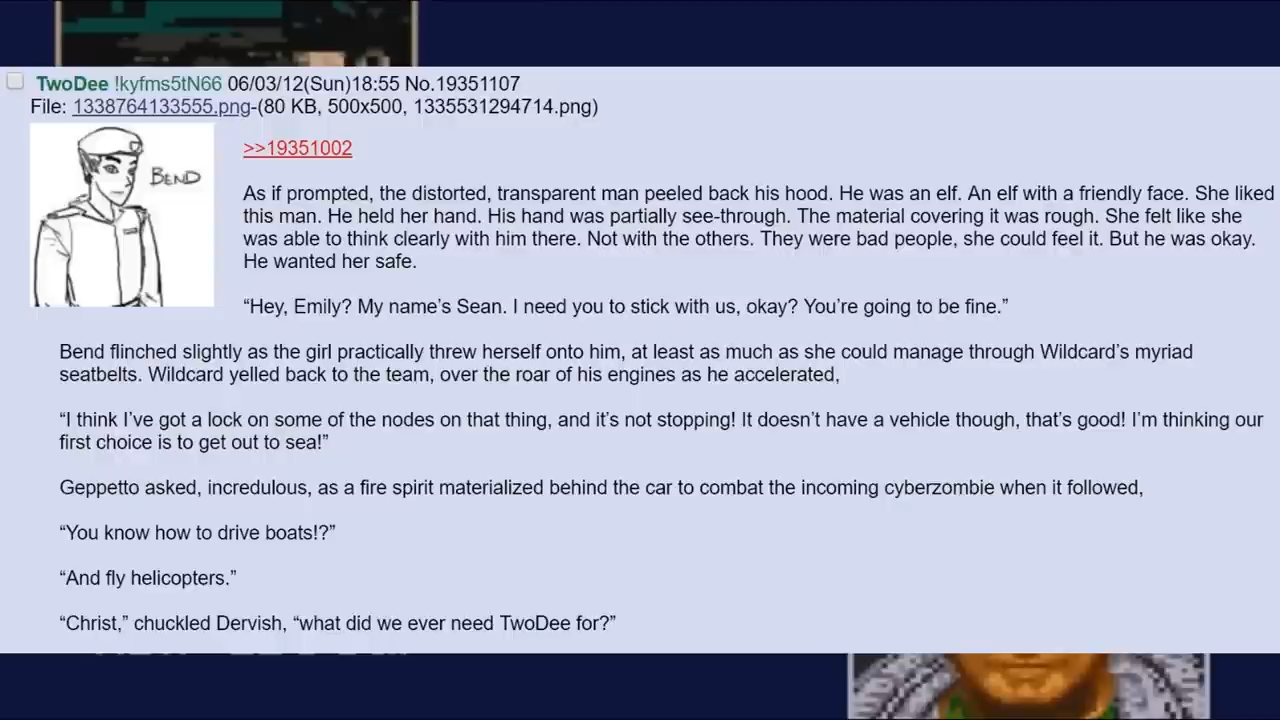 TwoDee !kyfms5tN66 06/03/12(Sun)18:55 No.19351107
File: 1338764133555.png-(80 KB, 500x500, 1335531294714.png)
BEND
>>19351002
As if prompted, the distorted, transparent man peeled back his hood. He was an elf. An elf with a friendly face. She liked
this man. He held her hand. His hand was partially see-through. The material covering it was rough. She felt like she
was able to think clearly with him there. Not with the others. They were bad people, she could feel it. But he was okay.
He wanted her safe.
“Hey, Emily? My name’s Sean. I need you to stick with us, okay? You’re going to be fine.”
Bend flinched slightly as the girl practically threw herself onto him, at least as much as she could manage through Wildcard’s myriad
seatbelts. Wildcard yelled back to the team, over the roar of his engines as he accelerated,
“I think I’ve got a lock on some of the nodes on that thing, and it’s not stopping! It doesn’t have a vehicle though, that’s good! I’m thinking our
first choice is to get out to sea!”
Geppetto asked, incredulous, as a fire spirit materialized behind the car to combat the incoming cyberzombie when it followed,
“You know how to drive boats!?”
“And fly helicopters.”
“Christ,” chuckled Dervish, “what did we ever need TwoDee for?”